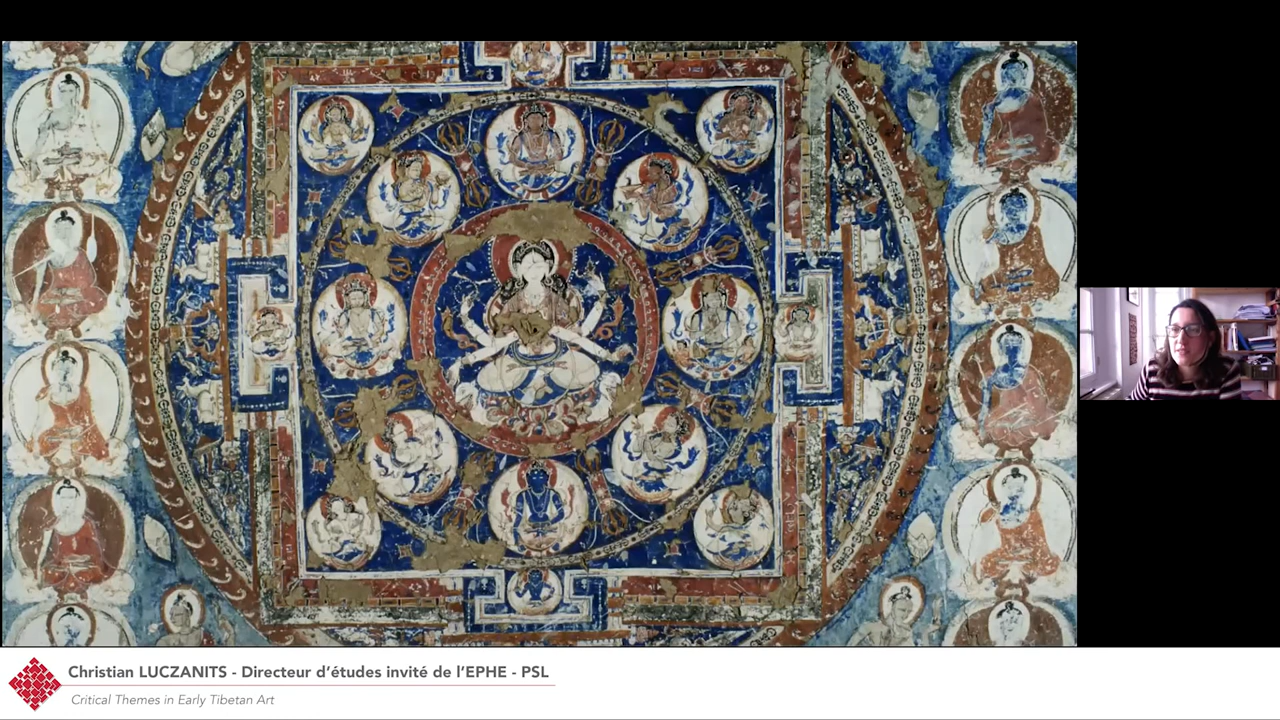 Christian LUCZANITS - Directeur d'études invité de l'EPHE - PSL
Critical Themes in Early Tibetan Art